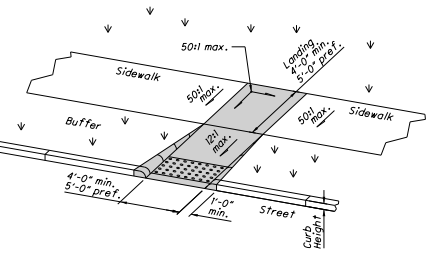 50:1 max.
Landing
4'-0" min.
5'-0" pref.
Sidewalk
50:1
max.
50:1
max.
Sidewalk
Buffer
12:1
max.
4'-0" min.
5'-0" pref.
1'-0"
min.
Street
Curb
Height